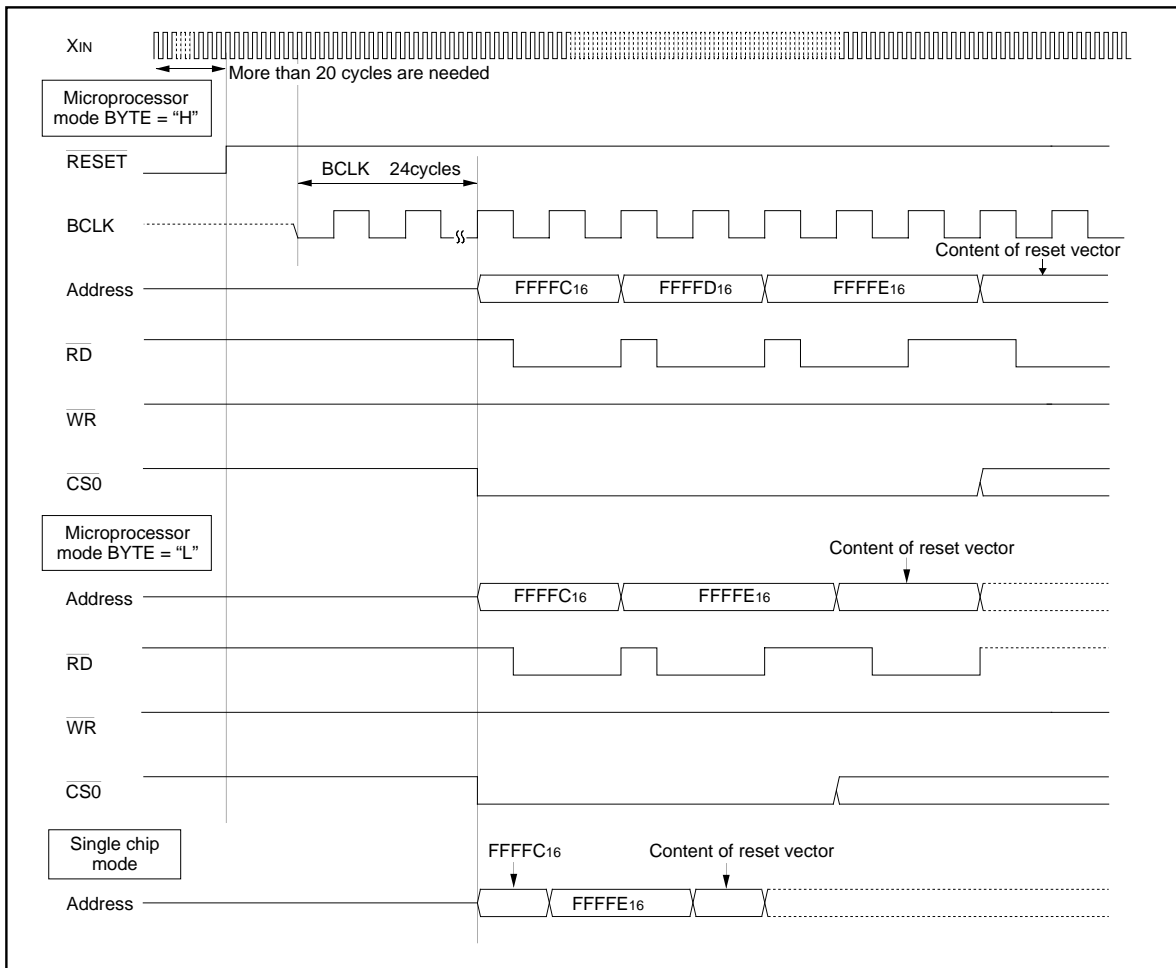 XIN
More than 20 cycles are needed
Microprocessor
mode BYTE = “H”
RESET
BCLK 24cycles
BCLK
Content of reset vector
Address
FFFFC16
FFFFD16
FFFFE16
RD
WR
CS0
Microprocessor
mode BYTE = “L”
Content of reset vector
Address
FFFFC16
FFFFE16
RD
WR
CS0
Single chip
mode
FFFFC16
Content of reset vector
Address
FFFFE16